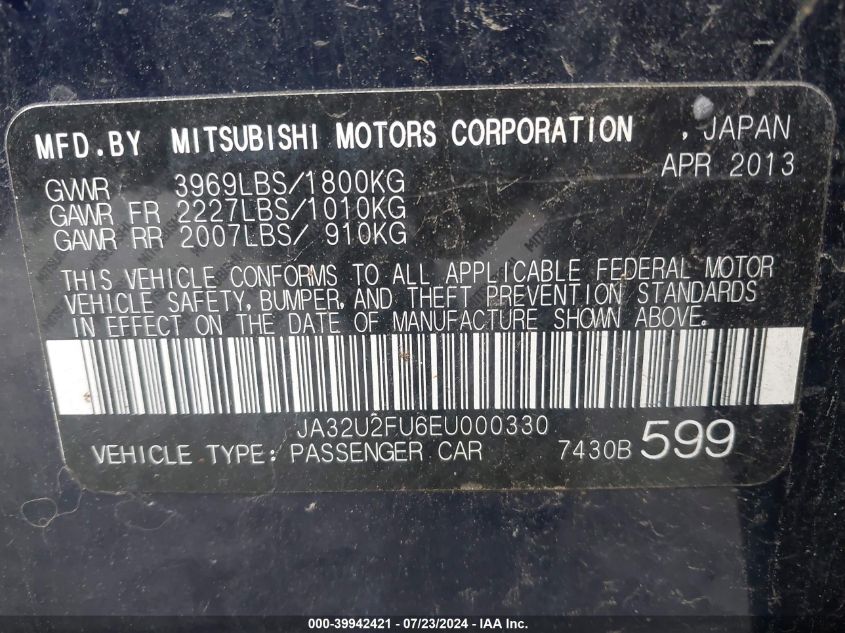 MFD.BY MITSUBISHI MOTORS CORPORATION , JAPAN
APR 2013
GVWR 3969LBS/1800KG
GAWR FR 2227LBS/1010KG
GAWR RR 2007LBS/ 910KG
THIS VEHICLE CONFORMS TO ALL APPLICABLE FEDERAL MOTOR
VEHICLE SAFETY, BUMPER, AND THEFT PREVENTION STANDARDS
IN EFFECT ON THE DATE OF MANUFACTURE SHOWN ABOVE.
JA32U2FU6EU000330
VEHICLE TYPE: PASSENGER CAR 7430B 599
000-39942421 - 07/23/2024 - IAA Inc.